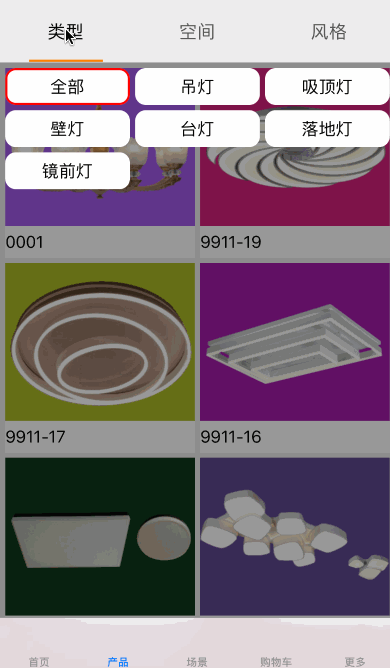 类型 空间 风格
全部 吊灯 吸顶灯
壁灯 台灯 落地灯
镜前灯
0001 9911-19
9911-17 9911-16
首页 产品 场景 购物车 更多